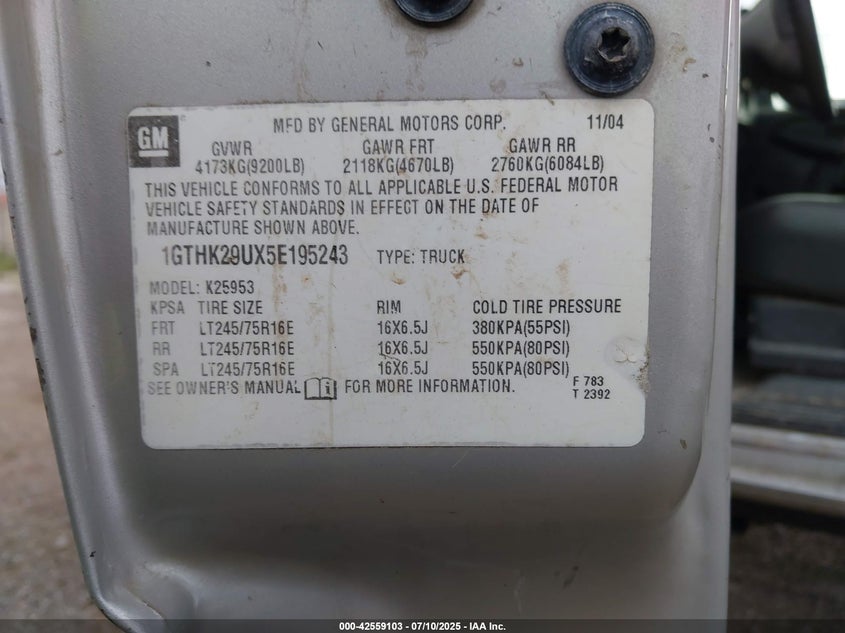 GM
MFD BY GENERAL MOTORS CORP. 11/04
GVWR GAWR FRT GAWR RR
4173KG(9200LB) 2118KG(4670LB) 2760KG(6084LB)
THIS VEHICLE CONFORMS TO ALL APPLICABLE U.S. FEDERAL MOTOR
VEHICLE SAFETY STANDARDS IN EFFECT ON THE DATE OF
MANUFACTURE SHOWN ABOVE.
1GTHK29UX5E195243 TYPE: TRUCK
MODEL: K25953
KPSA TIRE SIZE RIM COLD TIRE PRESSURE
FRT LT245/75R16E 16X6.5J 380KPA(55PSI)
RR LT245/75R16E 16X6.5J 550KPA(80PSI)
SPA LT245/75R16E 16X6.5J 550KPA(80PSI)
SEE OWNER'S MANUAL FOR MORE INFORMATION.
F 783
T 2392
000-42559103 / 07/10/2025 - IAA Inc.